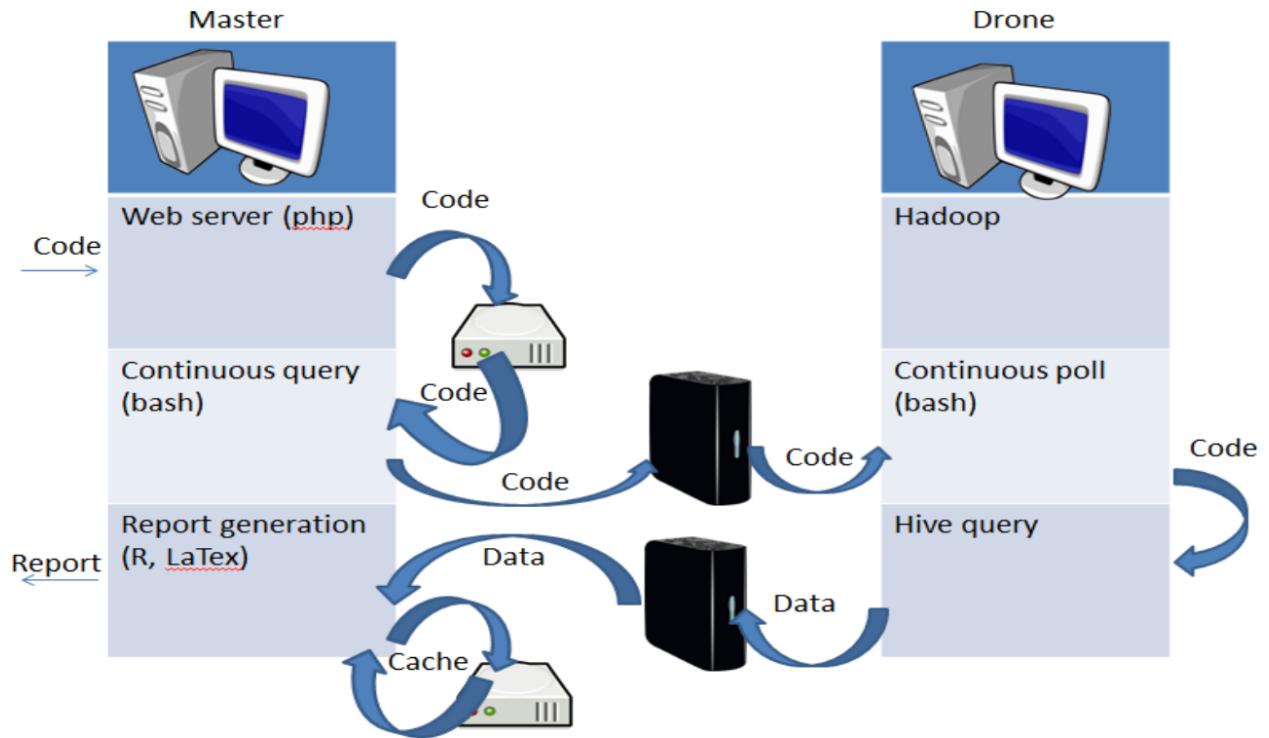 Master
Drone
Code
Web server (php)
Hadoop
Code
Continuous query
(bash)
Code
Continuous poll
(bash)
Code
Code
Code
Report generation
(R, LaTex)
Hive query
Data
Report
Data
Cache